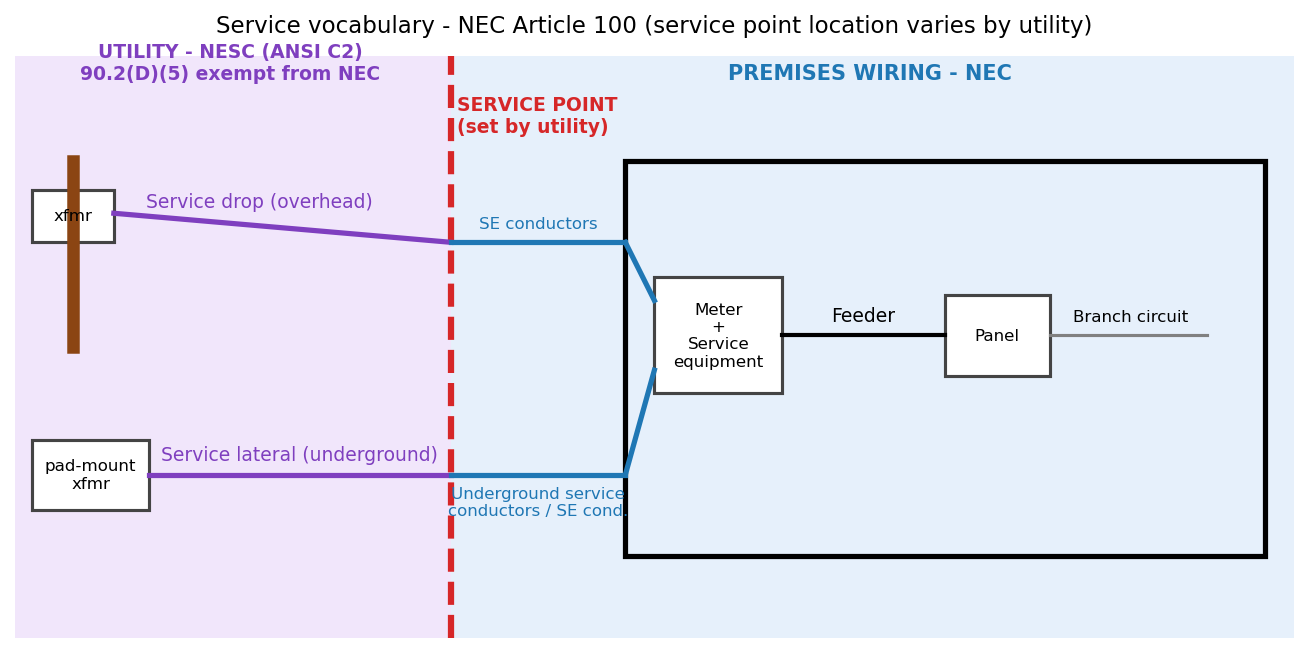 Service vocabulary - NEC Article 100 (service point location varies by utility)
UTILITY - NESC (ANSI C2)
90.2(D)(5) exempt from NEC
PREMISES WIRING - NEC
SERVICE POINT
(set by utility)
xfmr
Service drop (overhead)
SE conductors
Meter
+
Service
equipment
Feeder
Panel
Branch circuit
pad-mount
xfmr
Service lateral (underground)
Underground service
conductors / SE cond.